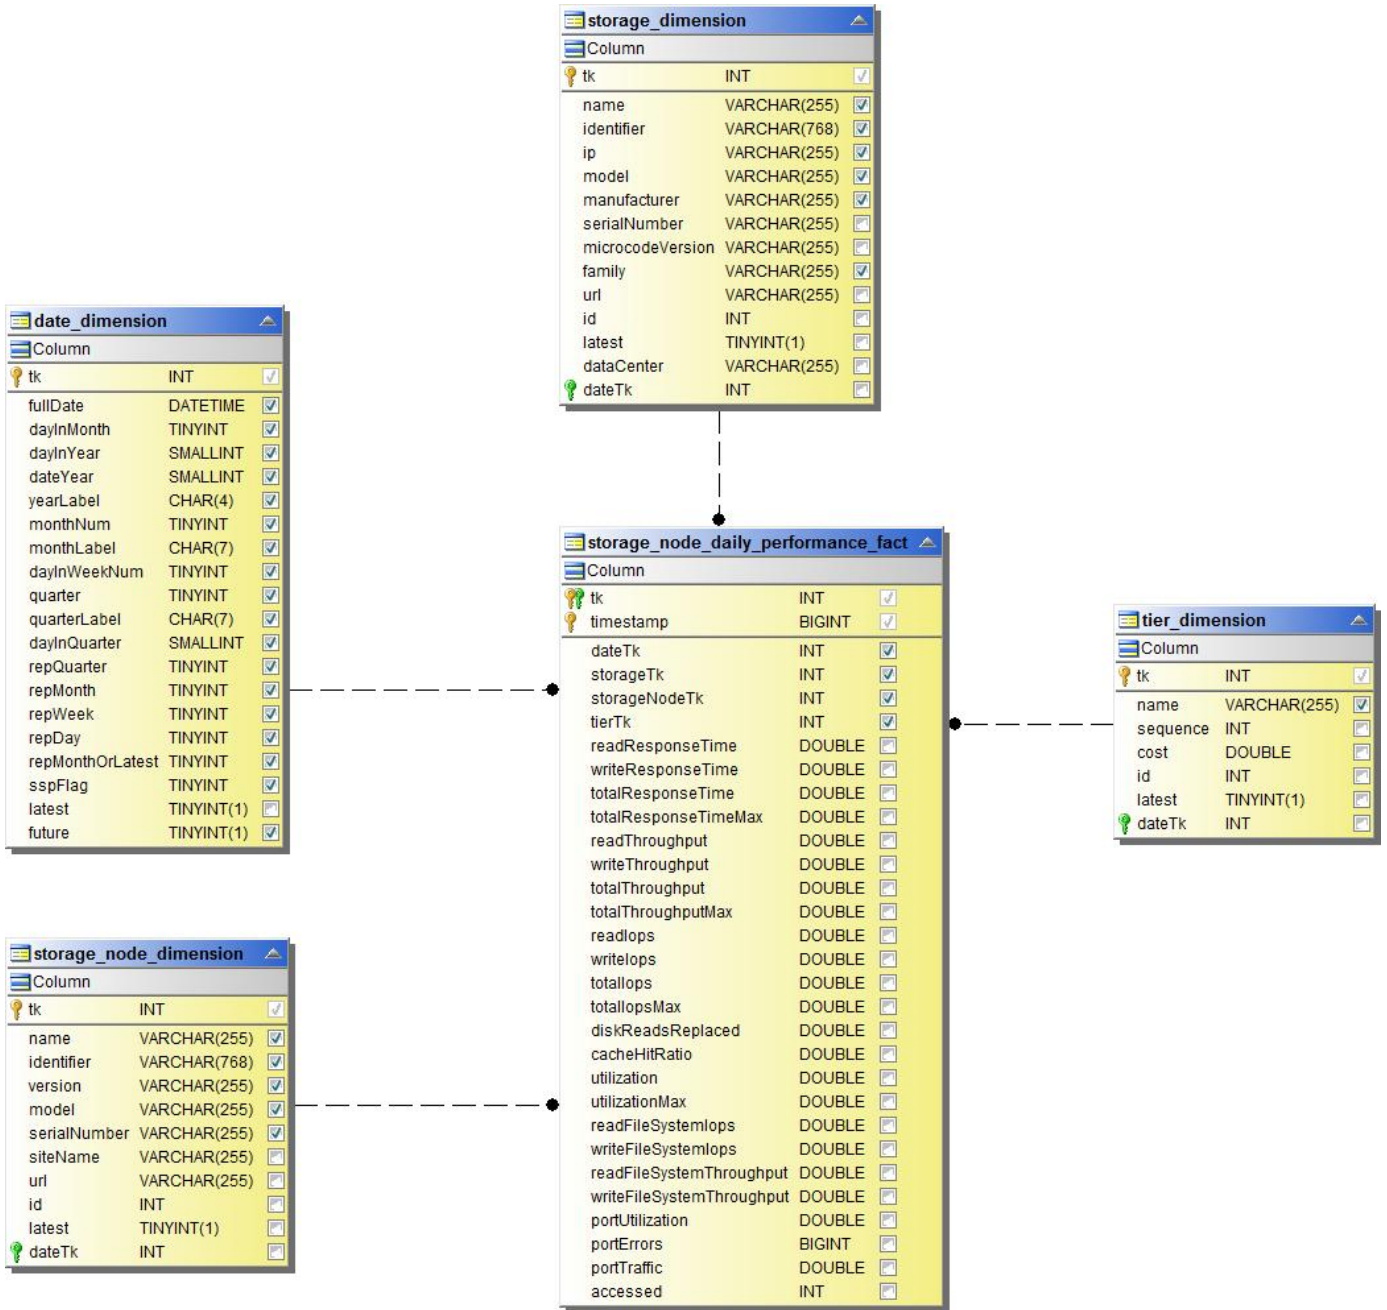 storage_dimension
Column
tk INT
name VARCHAR(255)
identifier VARCHAR(768)
ip VARCHAR(255)
model VARCHAR(255)
manufacturer VARCHAR(255)
serialNumber VARCHAR(255)
microcodeVersion VARCHAR(255)
family VARCHAR(255)
url VARCHAR(255)
id INT
latest TINYINT(1)
dataCenter VARCHAR(255)
dateTk INT
date_dimension
Column
tk INT
fullDate DATETIME
dayInMonth TINYINT
dayInYear SMALLINT
dateYear SMALLINT
yearLabel CHAR(4)
monthNum TINYINT
monthLabel CHAR(7)
dayInWeekNum TINYINT
quarter TINYINT
quarterLabel CHAR(7)
dayInQuarter SMALLINT
repQuarter TINYINT
repMonth TINYINT
repWeek TINYINT
repDay TINYINT
repMonthOrLatest TINYINT
sspFlag TINYINT
latest TINYINT(1)
future TINYINT(1)
storage_node_daily_performance_fact
Column
tk INT
timestamp BIGINT
dateTk INT
storageTk INT
storageNodeTk INT
tierTk INT
readResponseTime DOUBLE
writeResponseTime DOUBLE
totalResponseTime DOUBLE
totalResponseTimeMax DOUBLE
readThroughput DOUBLE
writeThroughput DOUBLE
totalThroughput DOUBLE
totalThroughputMax DOUBLE
readIops DOUBLE
writeIops DOUBLE
totalIops DOUBLE
totalIopsMax DOUBLE
diskReadsReplaced DOUBLE
cacheHitRatio DOUBLE
utilization DOUBLE
utilizationMax DOUBLE
readFileSystemIops DOUBLE
writeFileSystemIops DOUBLE
readFileSystemThroughput DOUBLE
writeFileSystemThroughput DOUBLE
portUtilization DOUBLE
portErrors BIGINT
portTraffic DOUBLE
accessed INT
tier_dimension
Column
tk INT
name VARCHAR(255)
sequence INT
cost DOUBLE
id INT
latest TINYINT(1)
dateTk INT
storage_node_dimension
Column
tk INT
name VARCHAR(255)
identifier VARCHAR(768)
version VARCHAR(255)
model VARCHAR(255)
serialNumber VARCHAR(255)
siteName VARCHAR(255)
url VARCHAR(255)
id INT
latest TINYINT(1)
dateTk INT